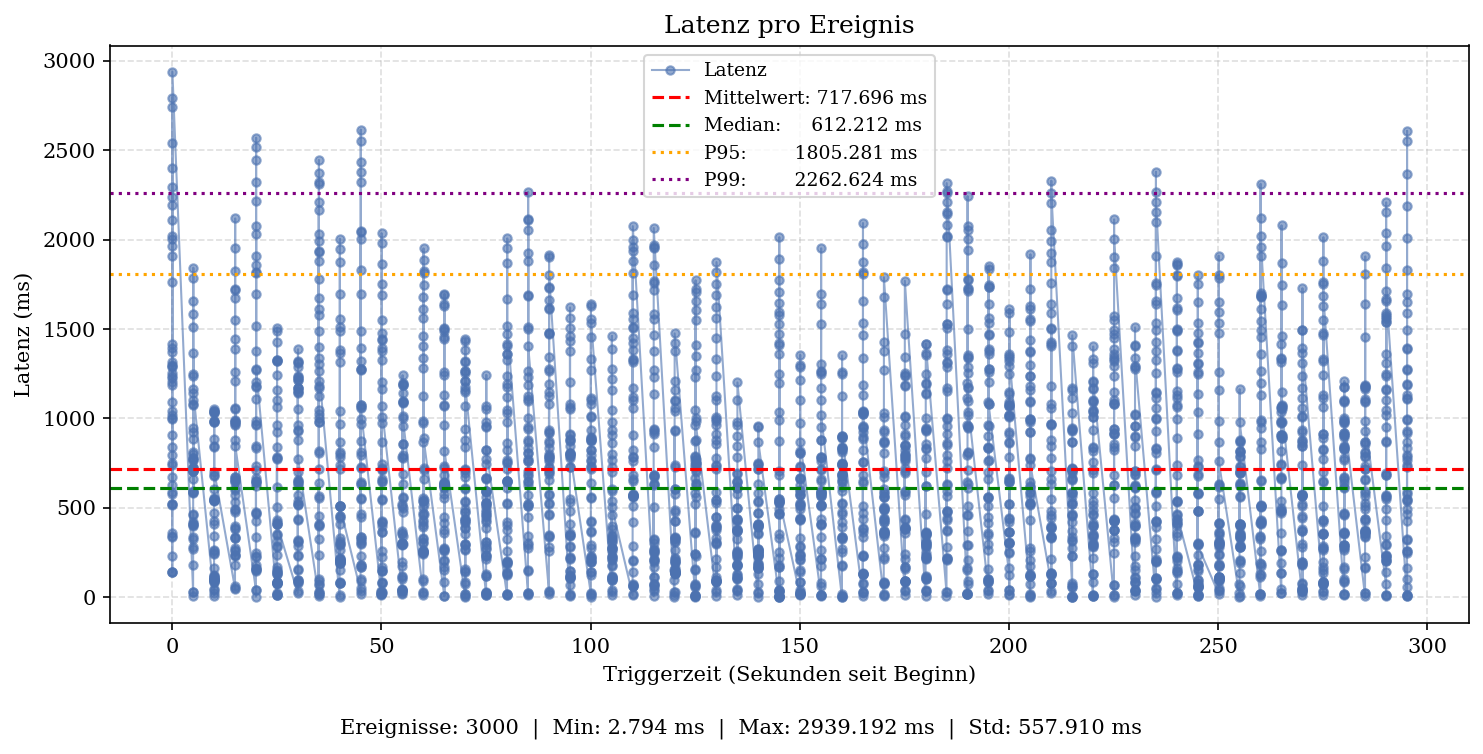 Latenz pro Ereignis
Latenz
Mittelwert: 717.696 ms
Median: 612.212 ms
P95: 1805.281 ms
P99: 2262.624 ms
3000
2500
2000
1500
1000
500
0
Latenz (ms)
0 50 100 150 200 250 300
Triggerzeit (Sekunden seit Beginn)
Ereignisse: 3000 | Min: 2.794 ms | Max: 2939.192 ms | Std: 557.910 ms